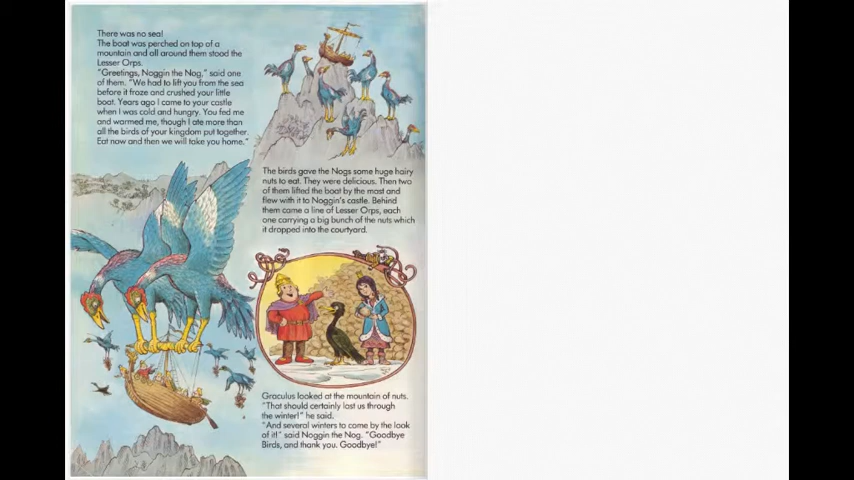 There was no sea!
The boat was perched on top of a
mountain and all around them stood the
Lesser Orps.
"Greetings, Noggin the Nog," said one
of them. "We had to lift you from the sea
before it froze and crushed your little
boat. Years ago I came to your castle
when I was cold and hungry. You fed me
and warmed me, though I ate more than
all the birds of your kingdom put together.
Eat now and then we will take you home."
The birds gave the Nogs some huge hairy
nuts to eat. They were delicious. Then two
of them lifted the boat by the mast and
flew with it to Noggin's castle. Behind
them came a line of Lesser Orps, each
one carrying a big bunch of the nuts which
it dropped into the courtyard.
Graculus looked at the mountain of nuts.
"That should certainly last us through
the winter!" he said.
"And several winters to come by the look
of it!" said Noggin the Nog. "Goodbye
Birds, and thank you. Goodbye!"